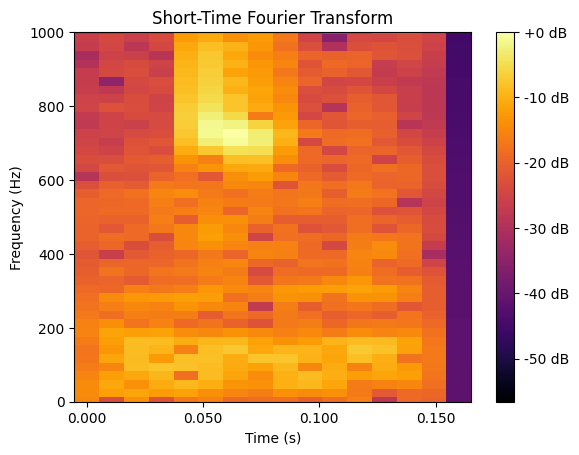 Short-Time Fourier Transform
1000
800
600
400
200
0
Frequency (Hz)
0.000
0.050
0.100
0.150
Time (s)
+0 dB
-10 dB
-20 dB
-30 dB
-40 dB
-50 dB